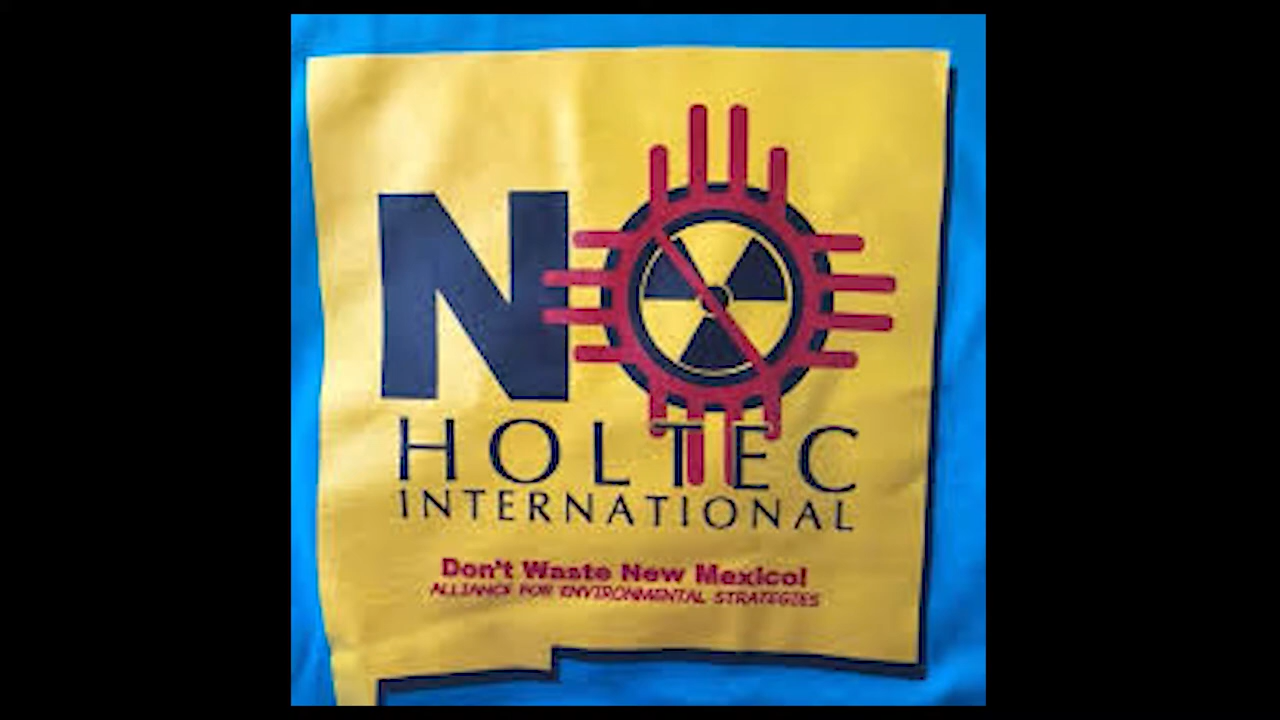 NO
HOLTEC
INTERNATIONAL
Don't Waste New Mexico!
ALLIANCE FOR ENVIRONMENTAL STRATEGIES